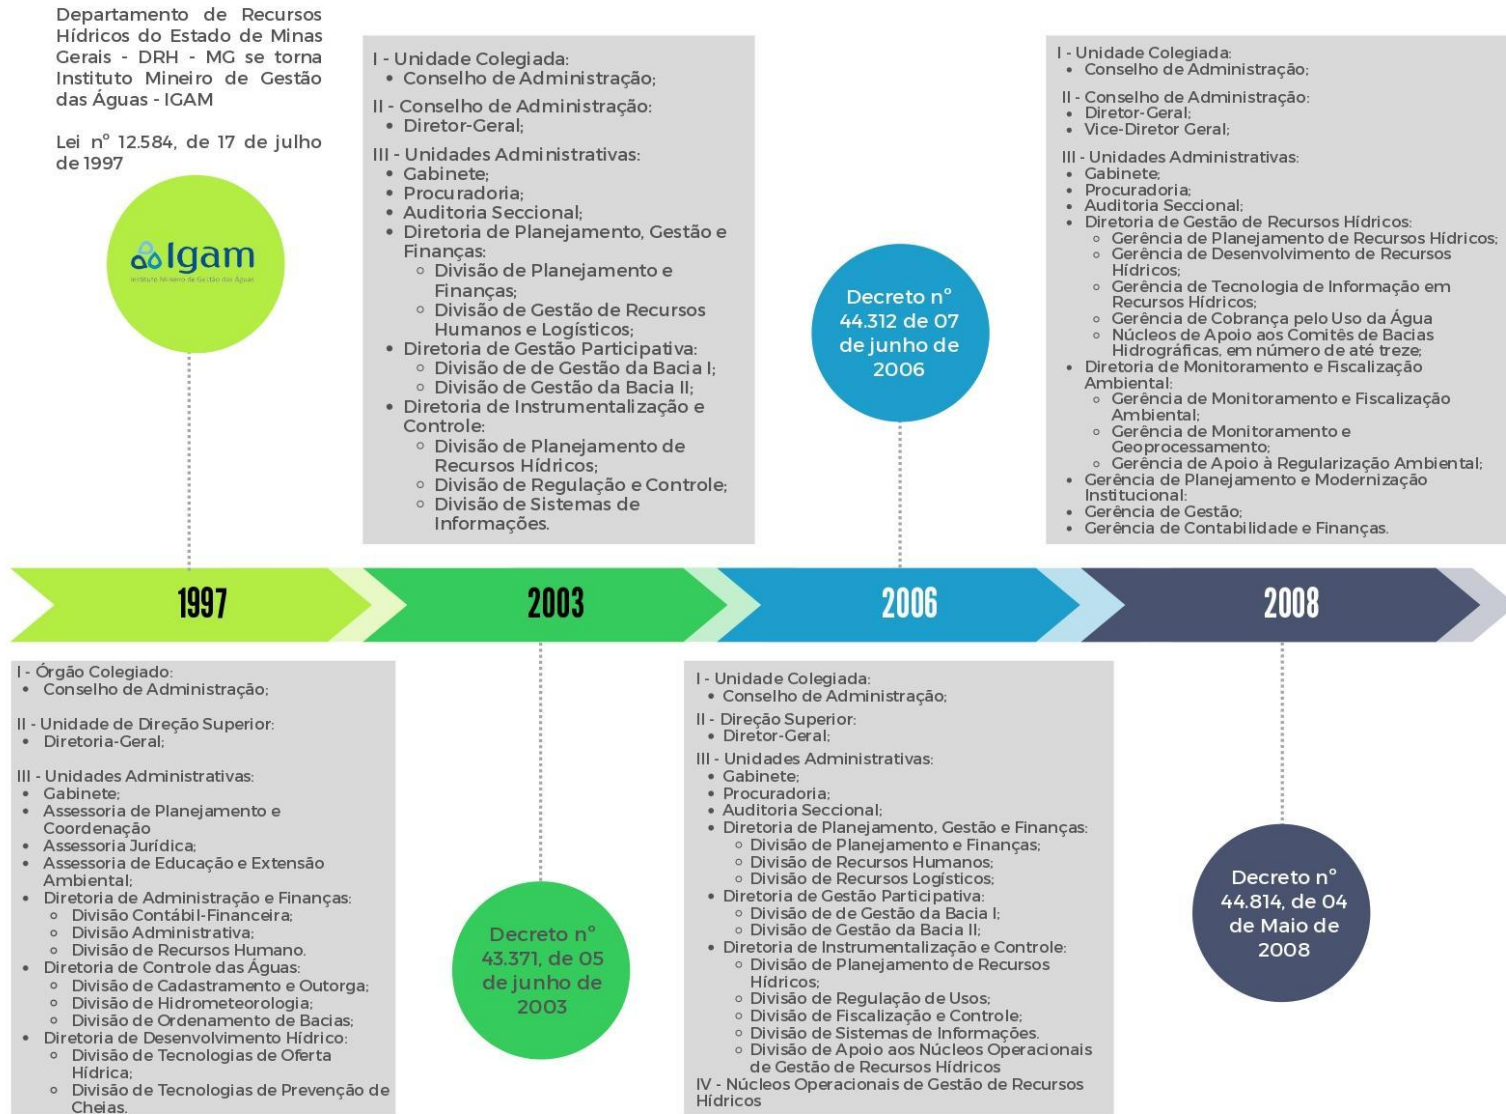 Departamento de Recursos
Hídricos do Estado de Minas
Gerais - DRH - MG se torna
Instituto Mineiro de Gestão
das Águas - IGAM
Lei nº 12.584, de 17 de julho
de 1997
Igam
Instituto Mineiro de Gestão das Águas
I - Unidade Colegiada:
• Conselho de Administração;
II - Conselho de Administração:
• Diretor-Geral;
III - Unidades Administrativas:
• Gabinete;
• Procuradoria;
• Auditoria Seccional;
• Diretoria de Planejamento, Gestão e
Finanças:
◦ Divisão de Planejamento e
Finanças;
◦ Divisão de Gestão de Recursos
Humanos e Logísticos;
• Diretoria de Gestão Participativa:
◦ Divisão de de Gestão da Bacia I;
◦ Divisão de Gestão da Bacia II;
• Diretoria de Instrumentalização e
Controle:
◦ Divisão de Planejamento de
Recursos Hídricos;
◦ Divisão de Regulação e Controle;
◦ Divisão de Sistemas de
Informações.
Decreto nº
44.312 de 07
de junho de
2006
I - Unidade Colegiada:
• Conselho de Administração;
II - Conselho de Administração:
• Diretor-Geral;
• Vice-Diretor Geral;
III - Unidades Administrativas:
• Gabinete;
• Procuradoria;
• Auditoria Seccional;
• Diretoria de Gestão de Recursos Hídricos:
◦ Gerência de Planejamento de Recursos Hídricos;
◦ Gerência de Desenvolvimento de Recursos
Hídricos;
◦ Gerência de Tecnologia de Informação em
Recursos Hídricos;
◦ Gerência de Cobrança pelo Uso da Água
◦ Núcleos de Apoio aos Comitês de Bacias
Hidrográficas, em número de até treze;
• Diretoria de Monitoramento e Fiscalização
Ambiental:
◦ Gerência de Monitoramento e Fiscalização
Ambiental;
◦ Gerência de Monitoramento e
Geoprocessamento;
◦ Gerência de Apoio à Regularização Ambiental;
• Gerência de Planejamento e Modernização
Institucional:
• Gerência de Gestão;
• Gerência de Contabilidade e Finanças.
1997
2003
2006
2008
I - Órgão Colegiado:
• Conselho de Administração;
II - Unidade de Direção Superior:
• Diretoria-Geral;
III - Unidades Administrativas:
• Gabinete;
• Assessoria de Planejamento e
Coordenação
• Assessoria Jurídica;
• Assessoria de Educação e Extensão
Ambiental;
• Diretoria de Administração e Finanças:
◦ Divisão Contábil-Financeira;
◦ Divisão Administrativa;
◦ Divisão de Recursos Humano.
• Diretoria de Controle das Águas:
◦ Divisão de Cadastramento e Outorga;
◦ Divisão de Hidrometeorologia;
◦ Divisão de Ordenamento de Bacias;
• Diretoria de Desenvolvimento Hídrico:
◦ Divisão de Tecnologias de Oferta
Hídrica;
◦ Divisão de Tecnologias de Prevenção de
Cheias.
Decreto nº
43.371, de 05
de junho de
2003
I - Unidade Colegiada:
• Conselho de Administração;
II - Direção Superior:
• Diretor-Geral;
III - Unidades Administrativas:
• Gabinete;
• Procuradoria;
• Auditoria Seccional;
• Diretoria de Planejamento, Gestão e Finanças:
◦ Divisão de Planejamento e Finanças;
◦ Divisão de Recursos Humanos;
◦ Divisão de Recursos Logísticos;
• Diretoria de Gestão Participativa:
◦ Divisão de de Gestão da Bacia I;
◦ Divisão de Gestão da Bacia II;
• Diretoria de Instrumentalização e Controle:
◦ Divisão de Planejamento de Recursos
Hídricos;
◦ Divisão de Regulação de Usos;
◦ Divisão de Fiscalização e Controle;
◦ Divisão de Sistemas de Informações.
◦ Divisão de Apoio aos Núcleos Operacionais
de Gestão de Recursos Hídricos
IV - Núcleos Operacionais de Gestão de Recursos
Hídricos
Decreto nº
44.814, de 04
de Maio de
2008